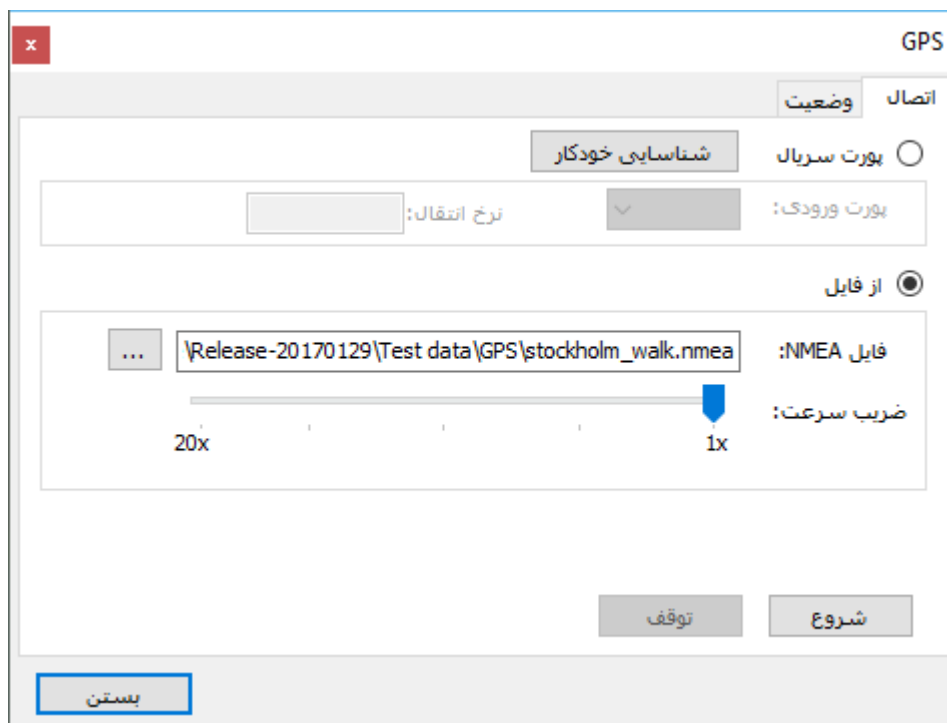 GPS
x
اتصال
وضعیت
پورت سریال
شناسایی خودکار
پورت ورودی:
نرخ انتقال:
از فایل
فایل NMEA:
\Release-20170129\Test data\GPS\stockholm_walk.nmea
...
ضریب سرعت:
1x
20x
شروع
توقف
بستن